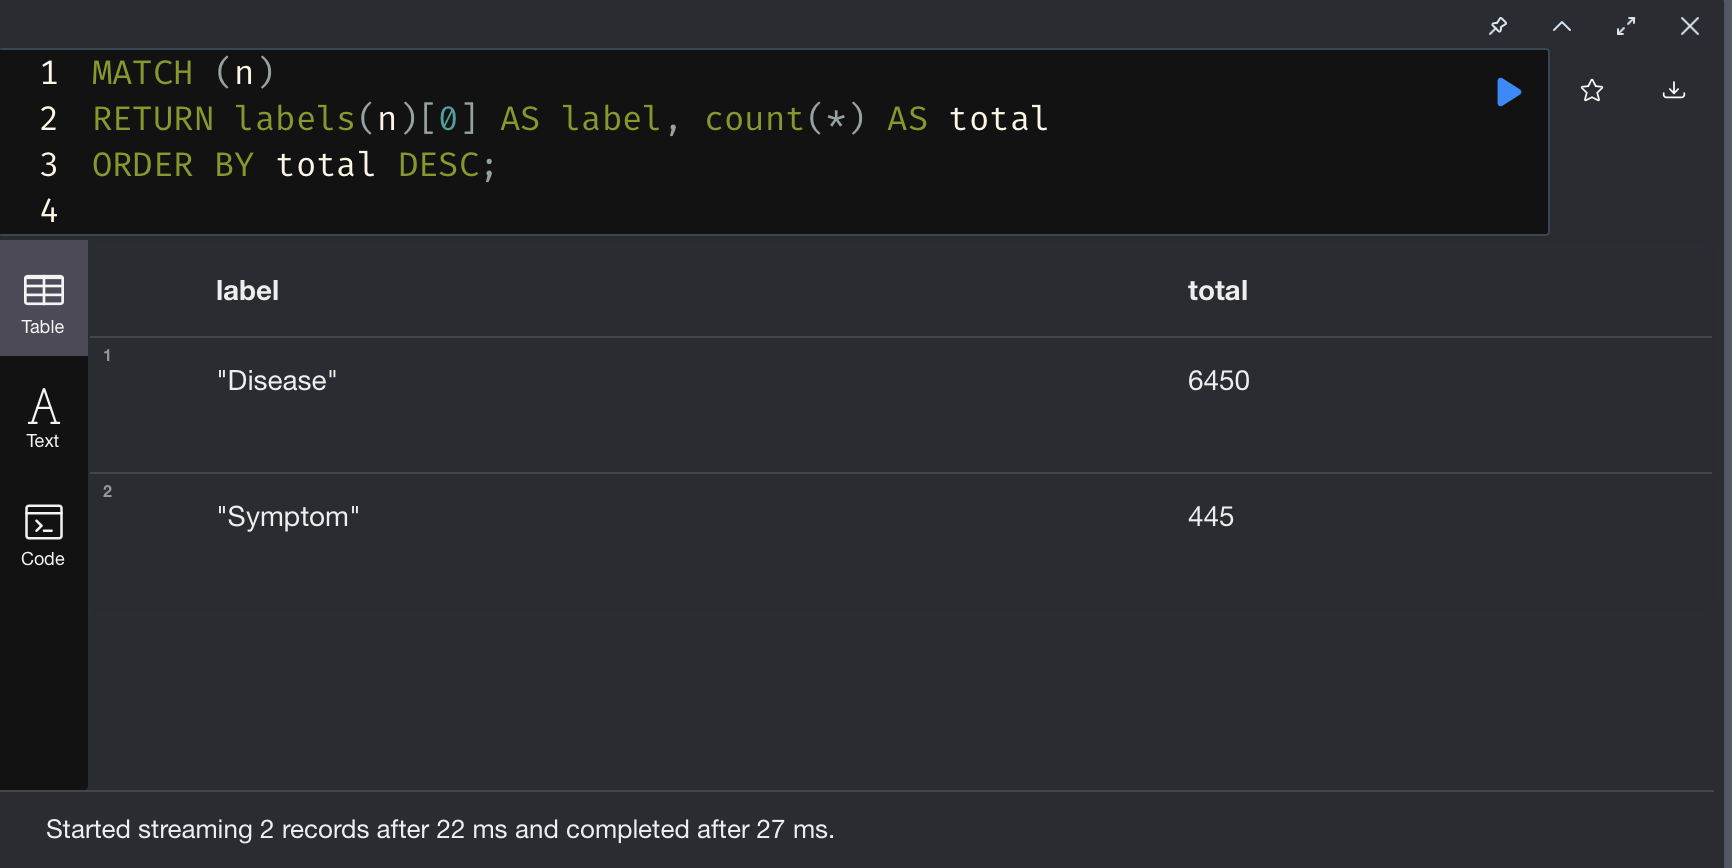 1 MATCH (n)
2 RETURN labels(n)[0] AS label, count(*) AS total
3 ORDER BY total DESC;
4
Table
Text
Code
label total
1 "Disease" 6450
2 "Symptom" 445
Started streaming 2 records after 22 ms and completed after 27 ms.